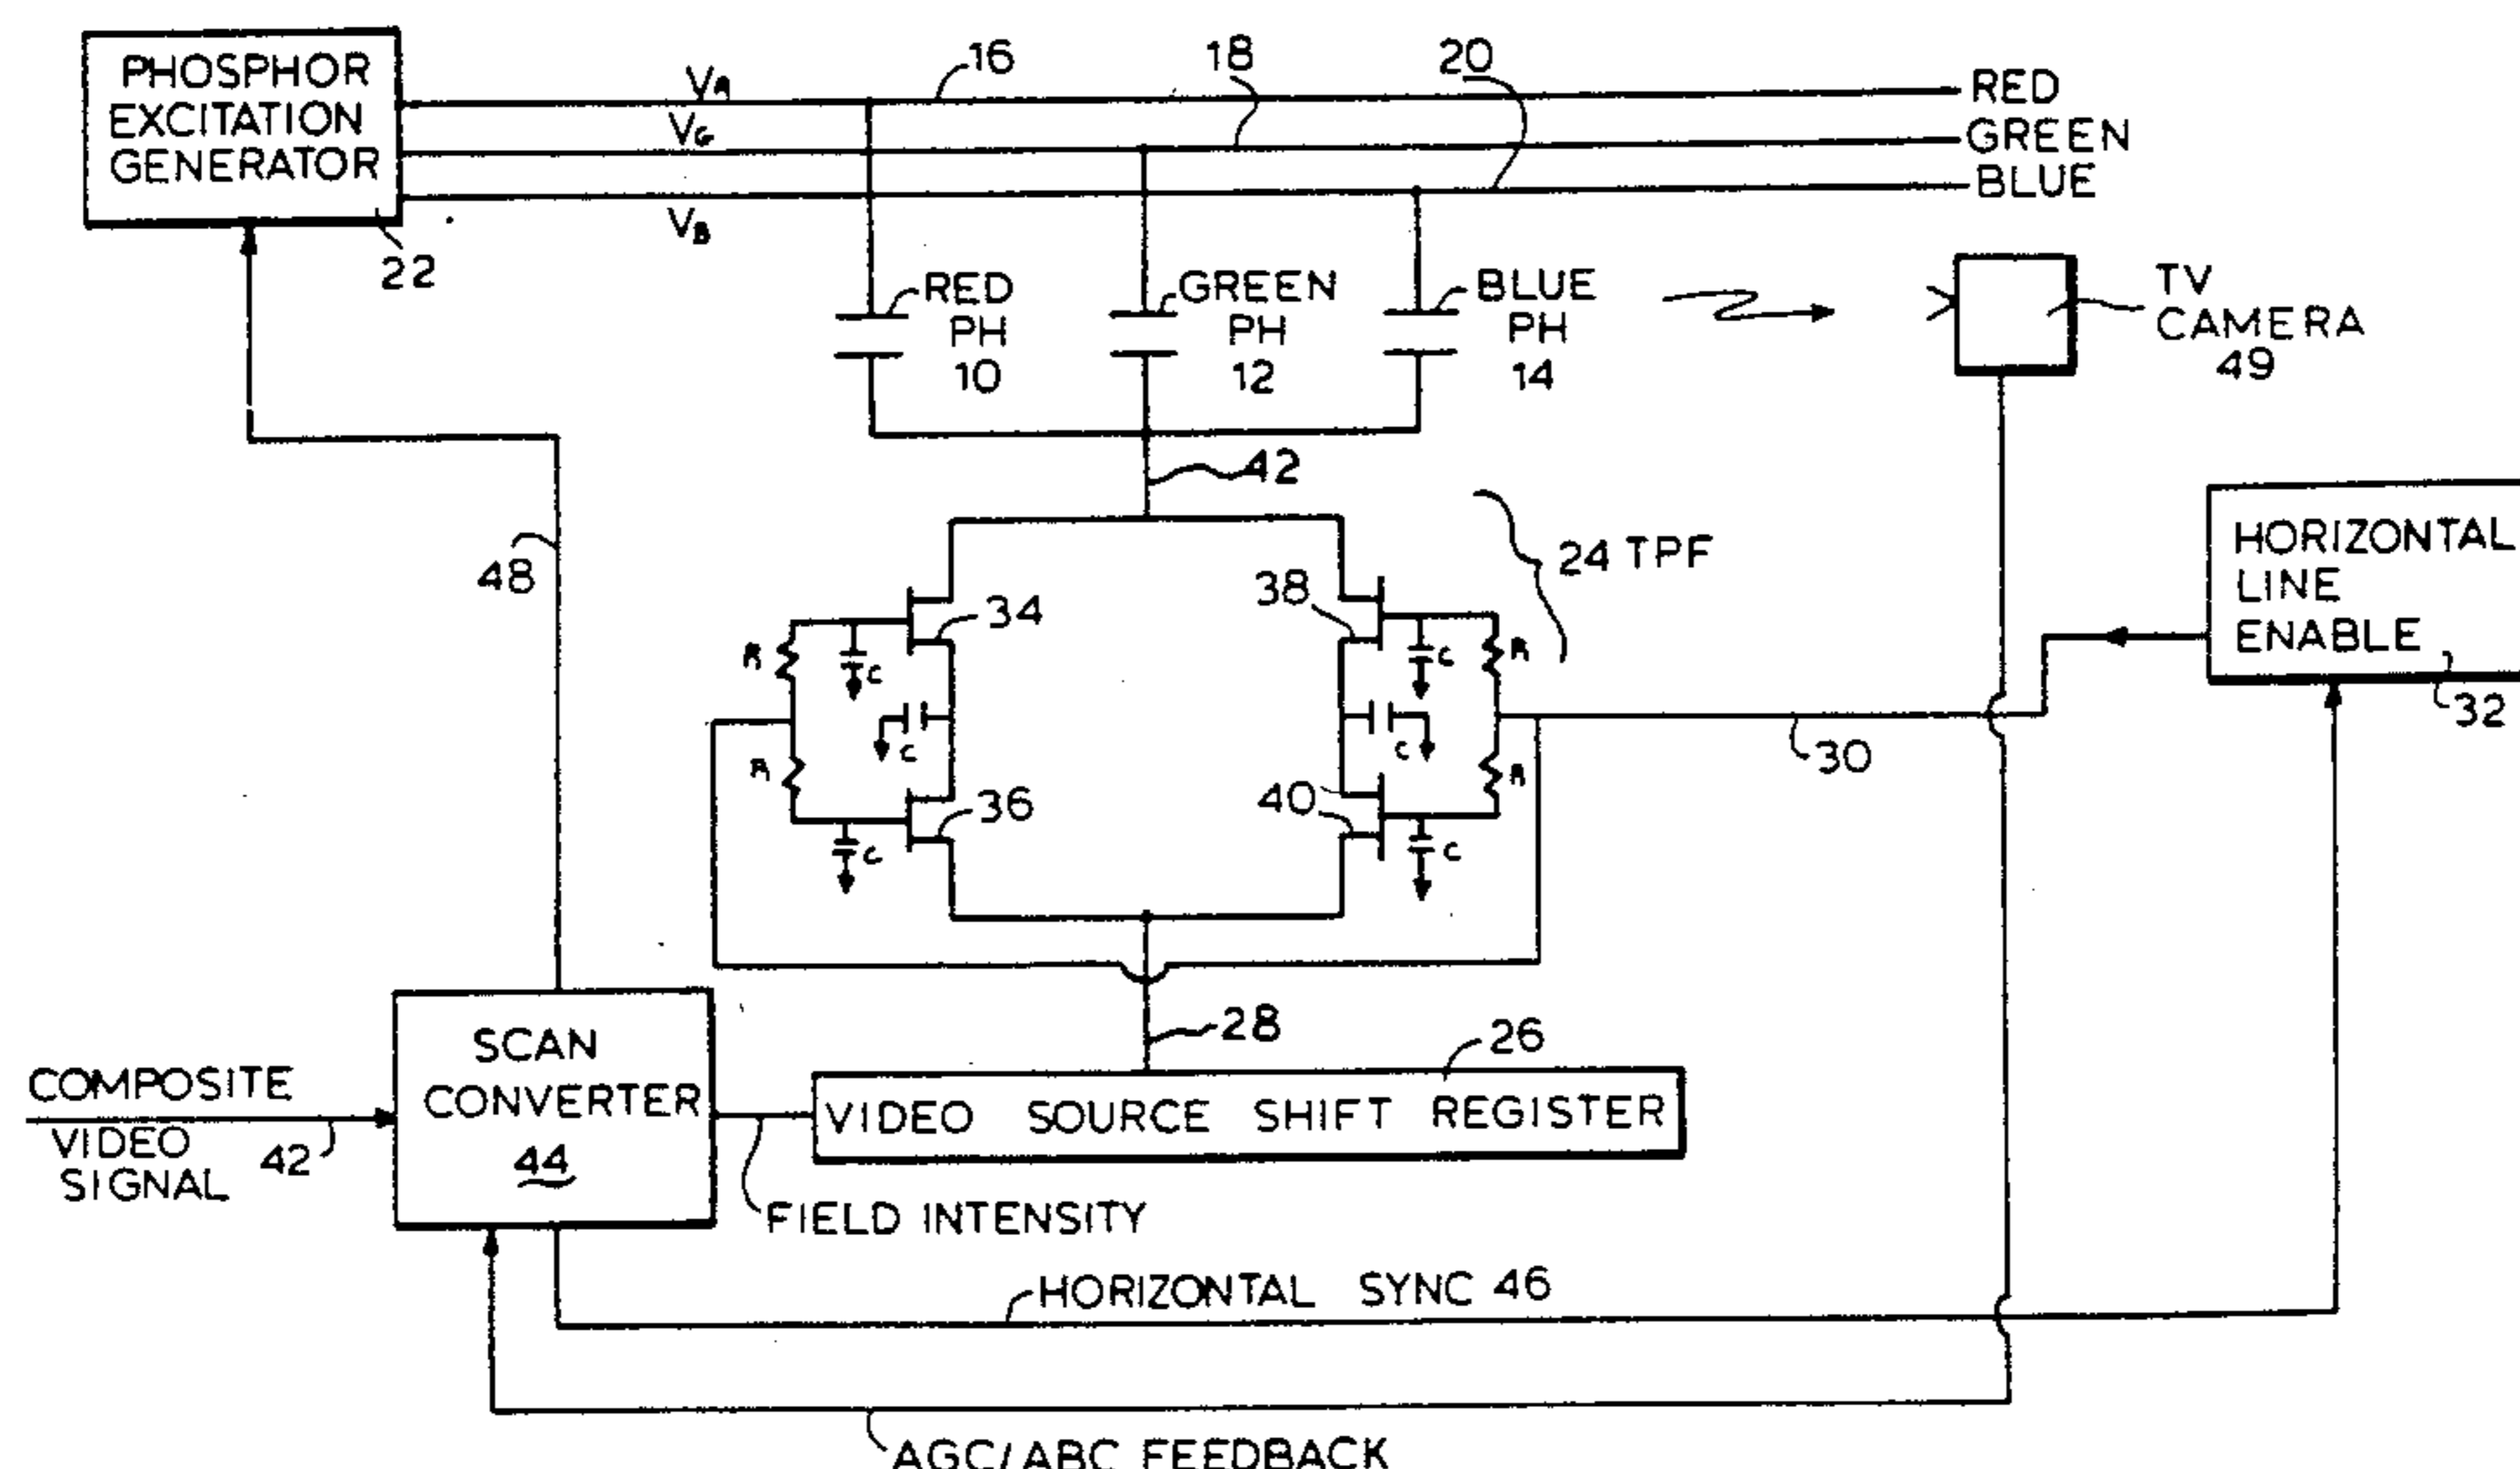 PHOSPHOR
EXCITATION
GENERATOR
22
VR
VG
VB
16
18
20
RED
GREEN
BLUE
RED
PH
10
GREEN
PH
12
BLUE
PH
14
TV
CAMERA
49
42
24 TPF
48
34
38
R
C
C
R
C
C
R
C
R
C
36
40
30
HORIZONTAL
LINE
ENABLE
32
28
26
SCAN
CONVERTER
44
COMPOSITE
VIDEO
SIGNAL
42
VIDEO SOURCE SHIFT REGISTER
FIELD INTENSITY
HORIZONTAL SYNC 46
AGC/ABC FEEDBACK